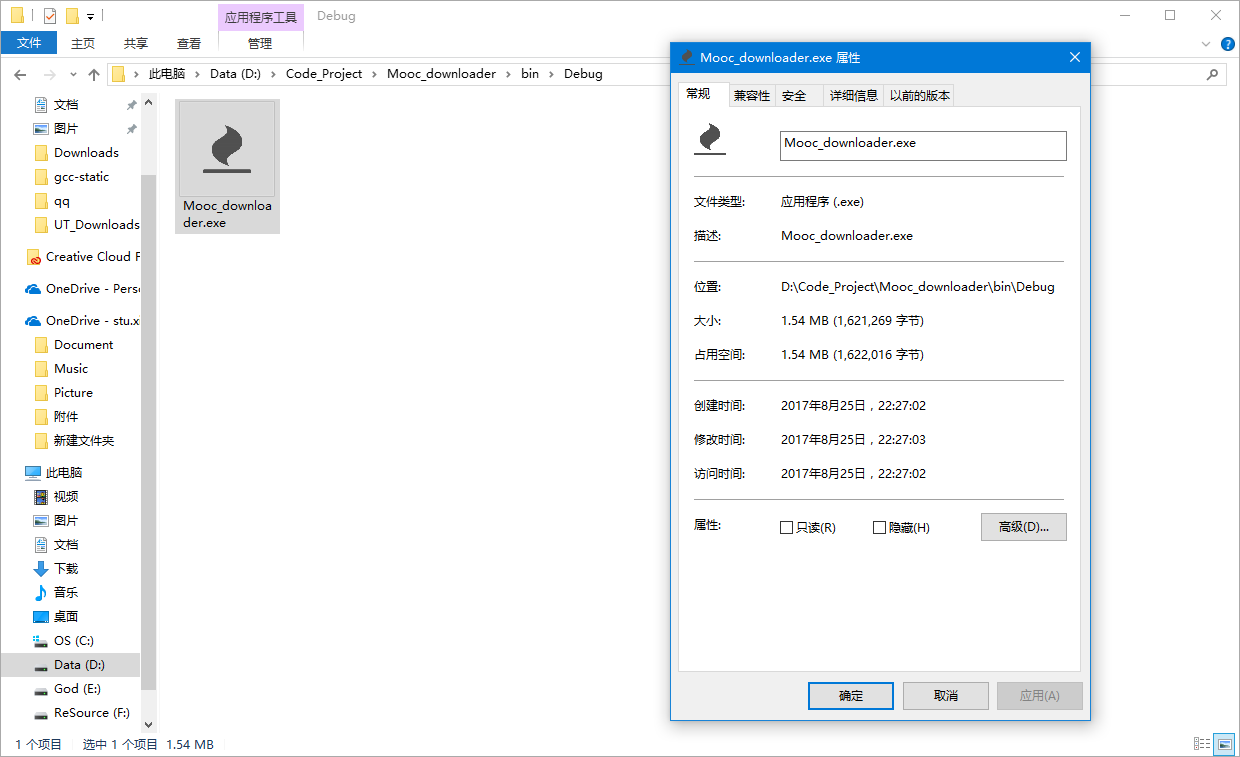 应用程序工具 Debug
文件 主页 共享 查看 管理
此电脑 Data (D:) Code_Project Mooc_downloader bin Debug
文档
图片
Downloads
gcc-static
qq
UT_Downloads
Creative Cloud F
OneDrive - Pers
OneDrive - stu.x
Document
Music
Picture
附件
新建文件夹
此电脑
视频
图片
文档
下载
音乐
桌面
OS (C:)
Data (D:)
God (E:)
ReSource (F:)
Mooc_downloa
der.exe
Mooc_downloader.exe 属性
常规 兼容性 安全 详细信息 以前的版本
Mooc_downloader.exe
文件类型: 应用程序 (.exe)
描述: Mooc_downloader.exe
位置: D:\Code_Project\Mooc_downloader\bin\Debug
大小: 1.54 MB (1,621,269 字节)
占用空间: 1.54 MB (1,622,016 字节)
创建时间: 2017年8月25日，22:27:02
修改时间: 2017年8月25日，22:27:03
访问时间: 2017年8月25日，22:27:02
属性: 只读(R) 隐藏(H) 高级(D)...
确定 取消 应用(A)
1 个项目 选中 1 个项目 1.54 MB